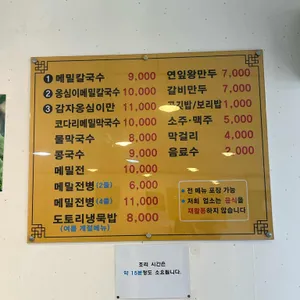 1 메밀칼국수 9,000
2 옹심이메밀칼국수 10,000
3 감자옹심이만 11,000
코다리메밀막국수 10,000
물막국수 8,000
콩국수 9,000
메밀전 10,000
메밀전병 (2줄) 6,000
메밀전병 (4줄) 11,000
도토리냉묵밥 8,000
(여름 계절메뉴)
연잎왕만두 7,000
갈비만두 7,000
공깃밥/보리밥 1,000
소주·맥주 5,000
막걸리 4,000
음료수 2,000
• 전 메뉴 포장 가능
• 저희 업소는 음식을
재활용하지 않습니다
조리 시간은
약 15분정도 소요됩니다.